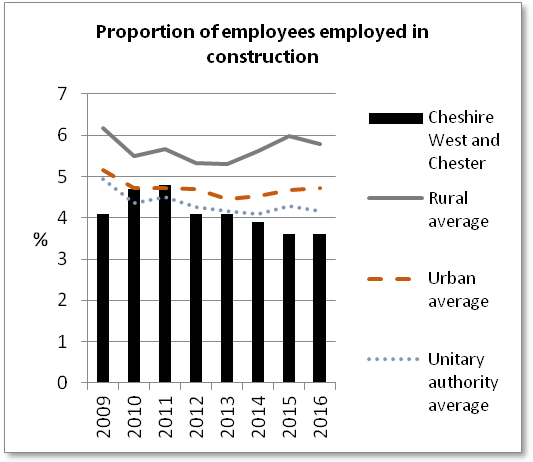 Proportion of employees employed in
construction
7
6
5
4
3
2
1
0
%
2009
2010
2011
2012
2013
2014
2015
2016
Cheshire
West and
Chester
Rural
average
Urban
average
Unitary
authority
average